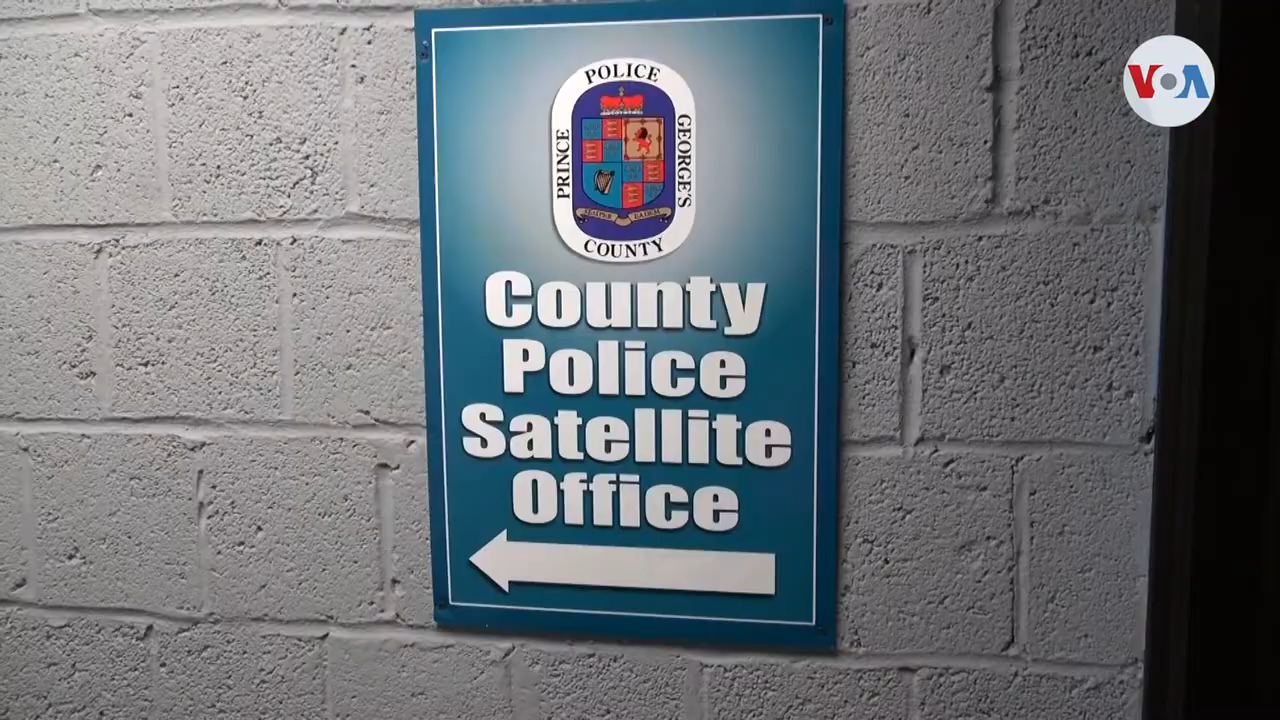 VOA
POLICE
PRINCE
GEORGE'S
COUNTY
County
Police
Satellite
Office